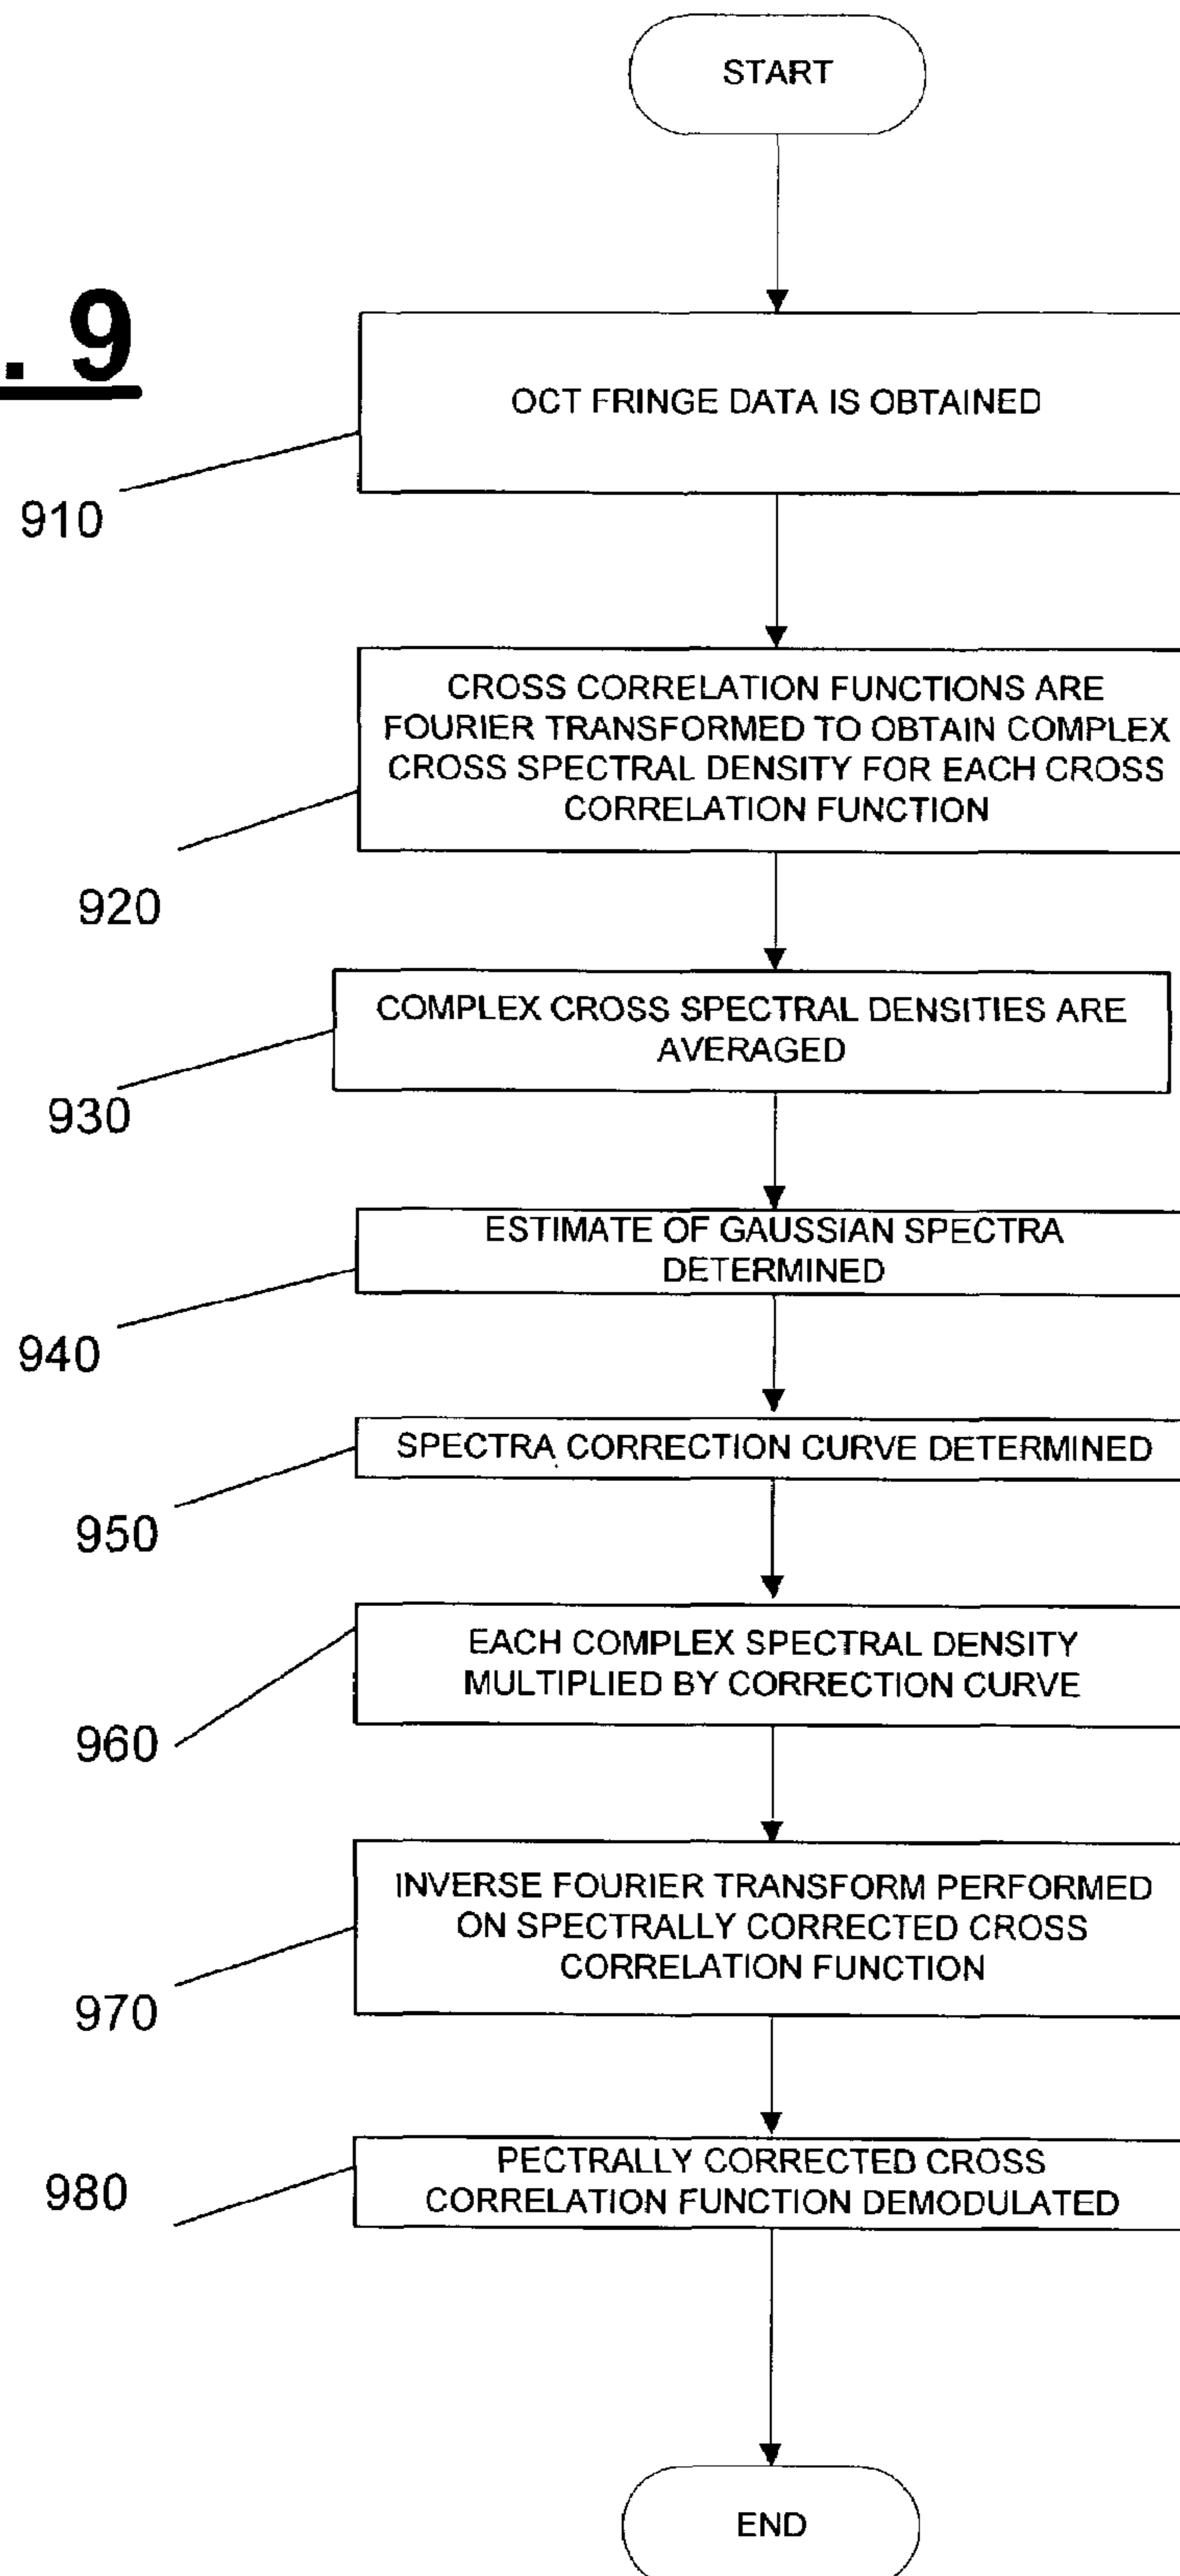 START
. 9
OCT FRINGE DATA IS OBTAINED
910
CROSS CORRELATION FUNCTIONS ARE
FOURIER TRANSFORMED TO OBTAIN COMPLEX
CROSS SPECTRAL DENSITY FOR EACH CROSS
CORRELATION FUNCTION
920
COMPLEX CROSS SPECTRAL DENSITIES ARE
AVERAGED
930
ESTIMATE OF GAUSSIAN SPECTRA
DETERMINED
940
SPECTRA CORRECTION CURVE DETERMINED
950
EACH COMPLEX SPECTRAL DENSITY
MULTIPLIED BY CORRECTION CURVE
960
INVERSE FOURIER TRANSFORM PERFORMED
ON SPECTRALLY CORRECTED CROSS
CORRELATION FUNCTION
970
PECTRALLY CORRECTED CROSS
CORRELATION FUNCTION DEMODULATED
980
END